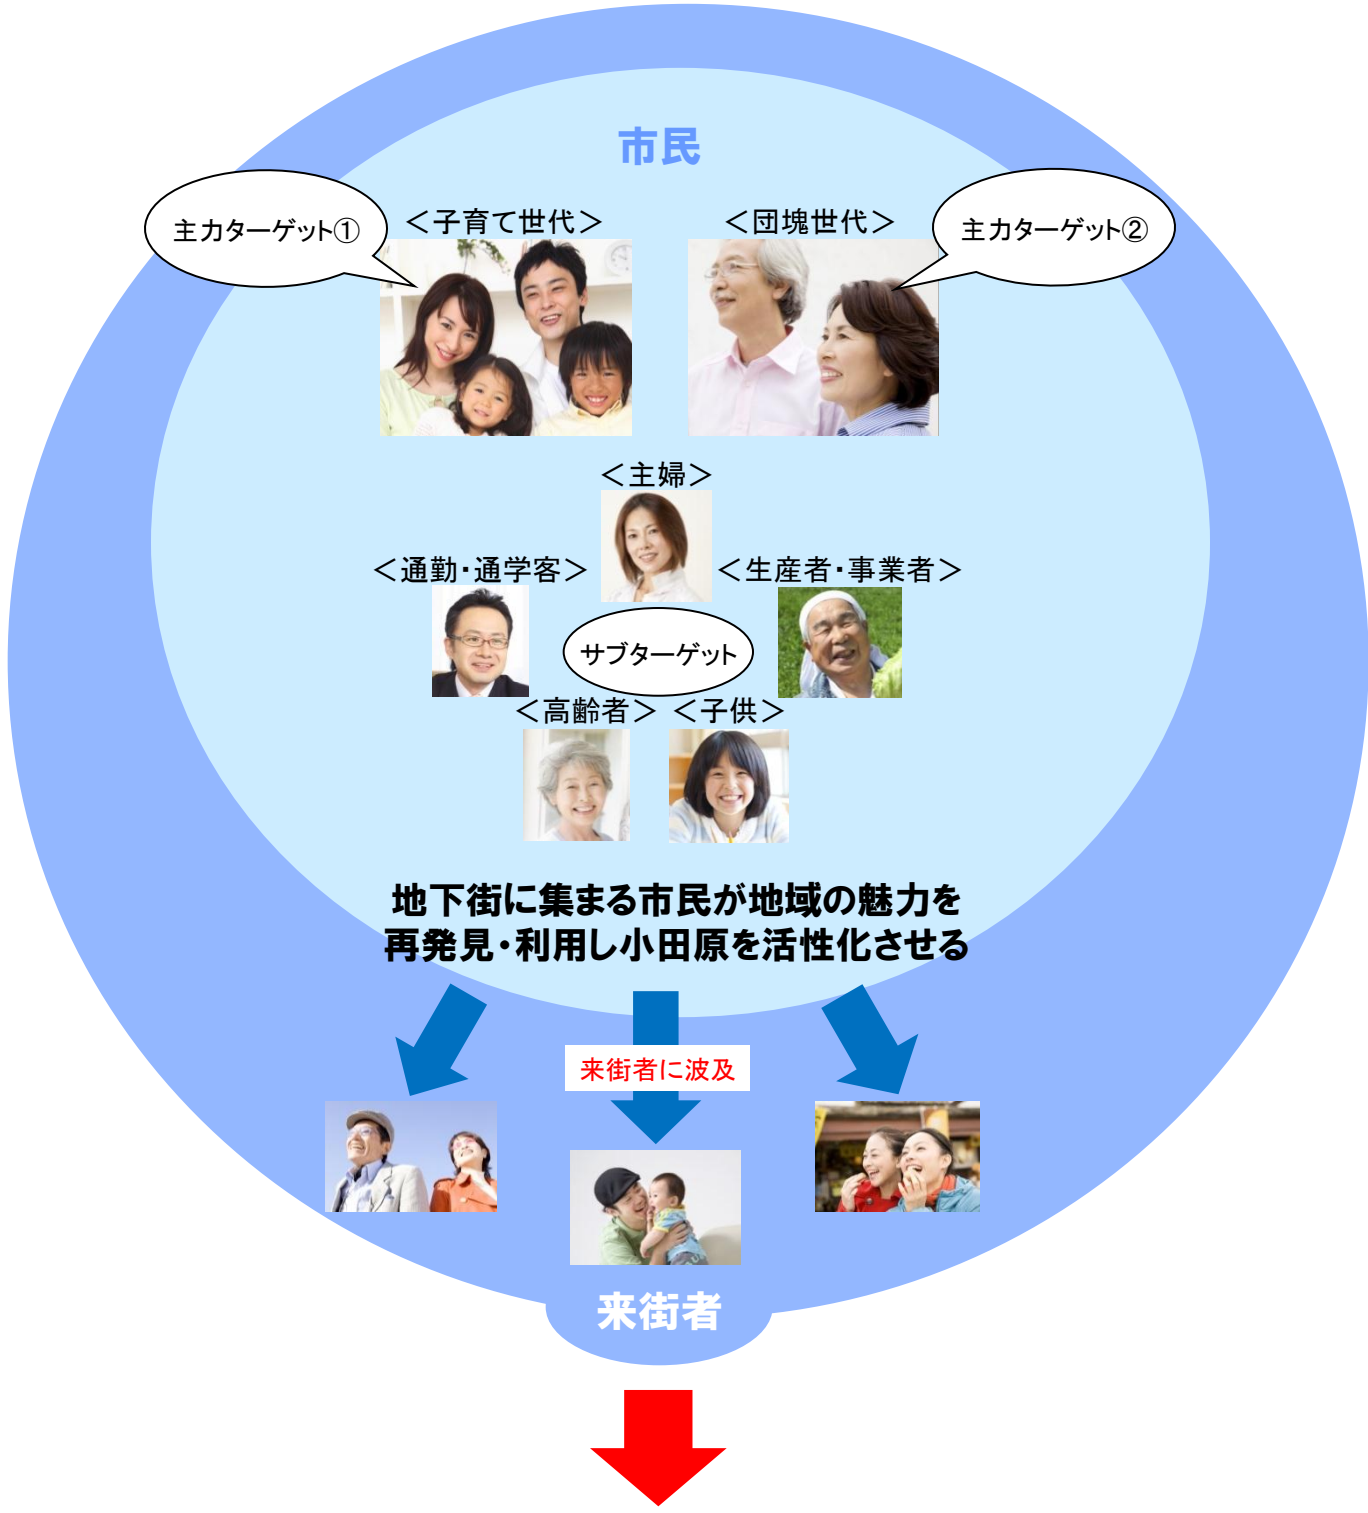 市民
主力ターゲット①
＜子育て世代＞
＜団塊世代＞
主力ターゲット②
＜主婦＞
＜通勤・通学客＞
＜生産者・事業者＞
サブターゲット
＜高齢者＞
＜子供＞
地下街に集まる市民が地域の魅力を
再発見・利用し小田原を活性化させる
来街者に波及
来街者